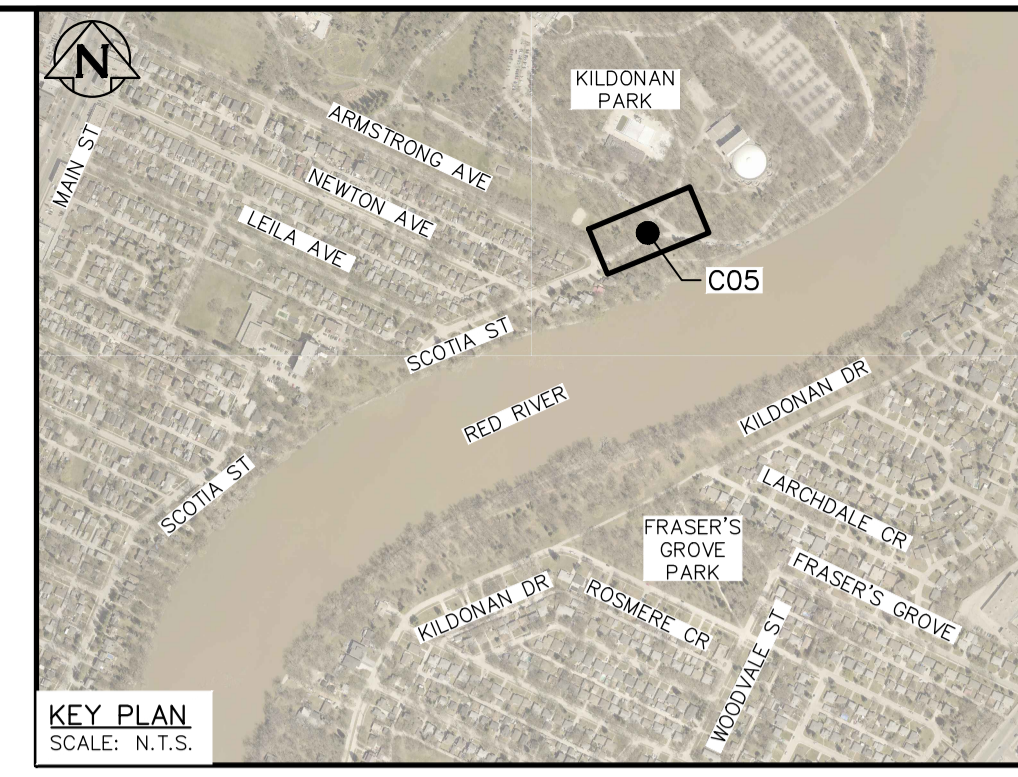 N
KILDONAN
PARK
MAIN ST
ARMSTRONG AVE
NEWTON AVE
LEILA AVE
C05
SCOTIA ST
RED RIVER
KILDONAN DR
SCOTIA ST
LARCHDALE CR
FRASER'S
GROVE
PARK
FRASER'S GROVE
KILDONAN DR
ROSMERE CR
WOODVALE ST
KEY PLAN
SCALE: N.T.S.